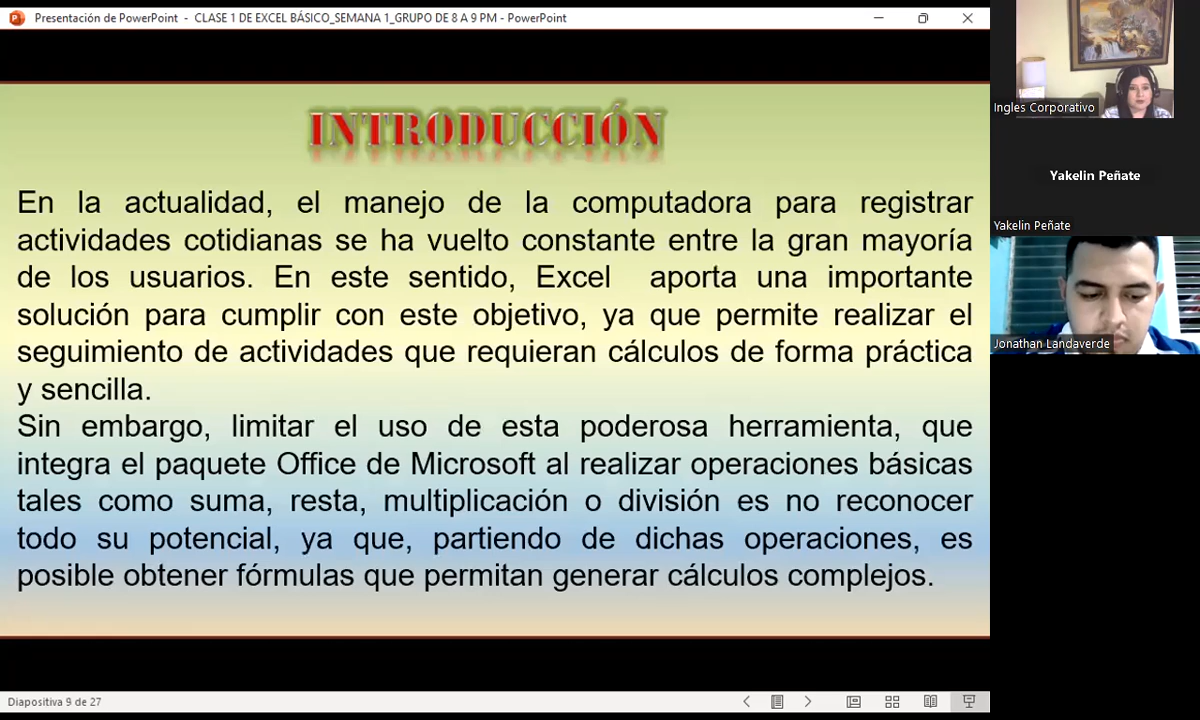 Presentación de PowerPoint - CLASE 1 DE EXCEL BÁSICO_SEMANA 1_GRUPO DE 8 A 9 PM - PowerPoint
INTRODUCCIÓN
En la actualidad, el manejo de la computadora para registrar
actividades cotidianas se ha vuelto constante entre la gran mayoría
de los usuarios. En este sentido, Excel aporta una importante
solución para cumplir con este objetivo, ya que permite realizar el
seguimiento de actividades que requieran cálculos de forma práctica
y sencilla.
Sin embargo, limitar el uso de esta poderosa herramienta, que
integra el paquete Office de Microsoft al realizar operaciones básicas
tales como suma, resta, multiplicación o división es no reconocer
todo su potencial, ya que, partiendo de dichas operaciones, es
posible obtener fórmulas que permitan generar cálculos complejos.
Diapositiva 9 de 27
Ingles Corporativo
Yakelin Peñate
Yakelin Peñate
Jonathan Landaverde